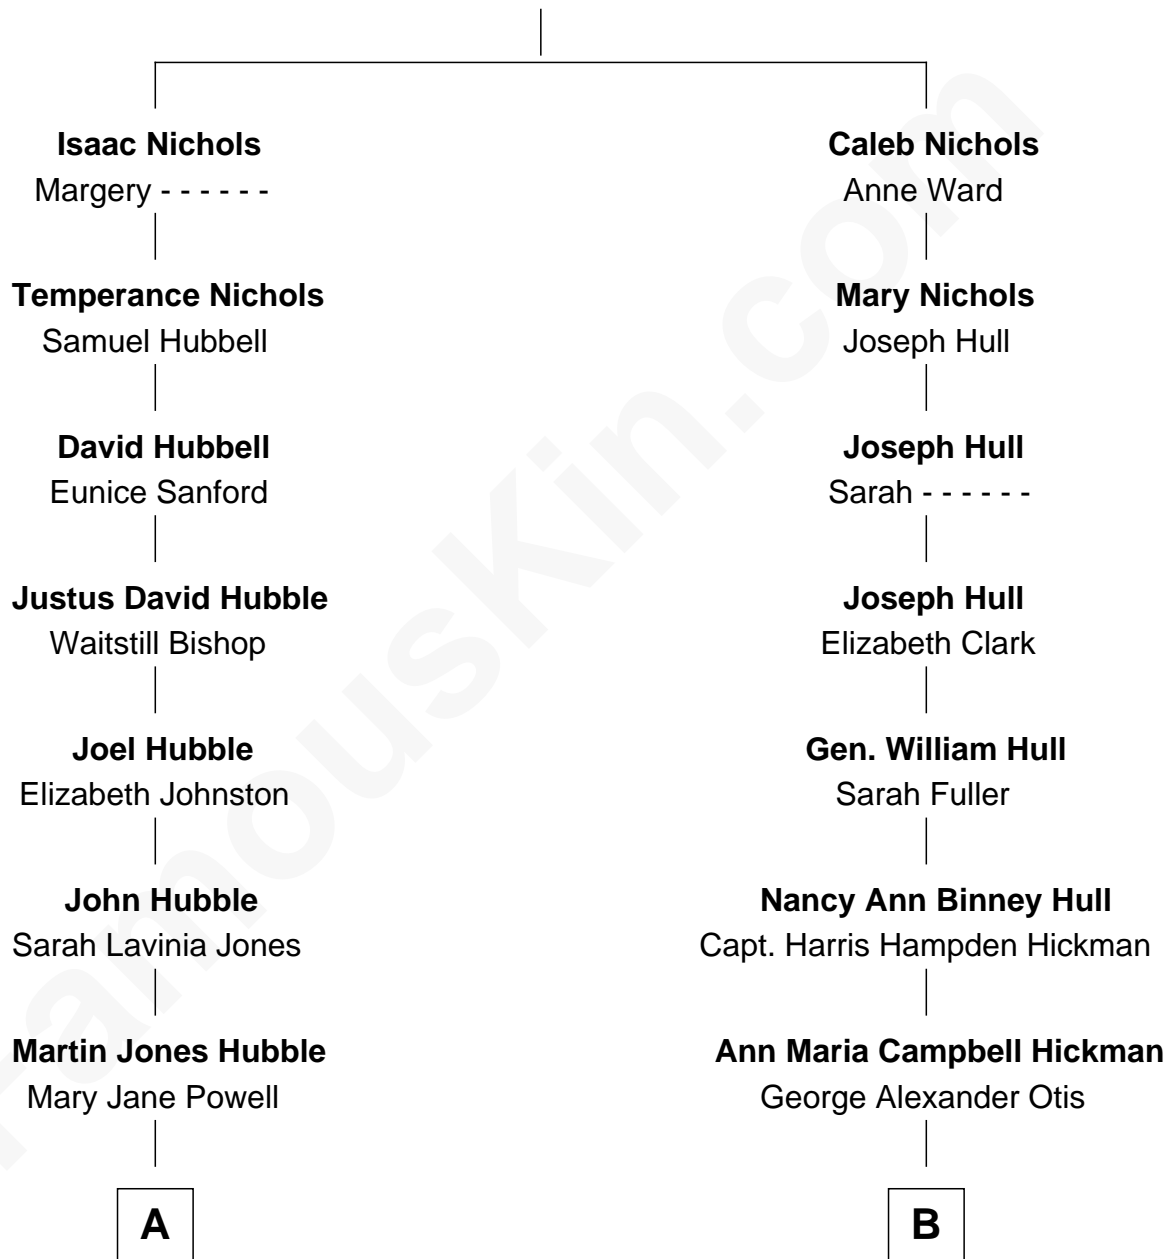 Isaac Nichols
Margery - - - - - -
Temperance Nichols
Samuel Hubbell
David Hubbell
Eunice Sanford
Justus David Hubble
Waitstill Bishop
Joel Hubble
Elizabeth Johnston
John Hubble
Sarah Lavinia Jones
Martin Jones Hubble
Mary Jane Powell
A
Caleb Nichols
Anne Ward
Mary Nichols
Joseph Hull
Joseph Hull
Sarah - - - - - -
Joseph Hull
Elizabeth Clark
Gen. William Hull
Sarah Fuller
Nancy Ann Binney Hull
Capt. Harris Hampden Hickman
Ann Maria Campbell Hickman
George Alexander Otis
B
FamousKin.com